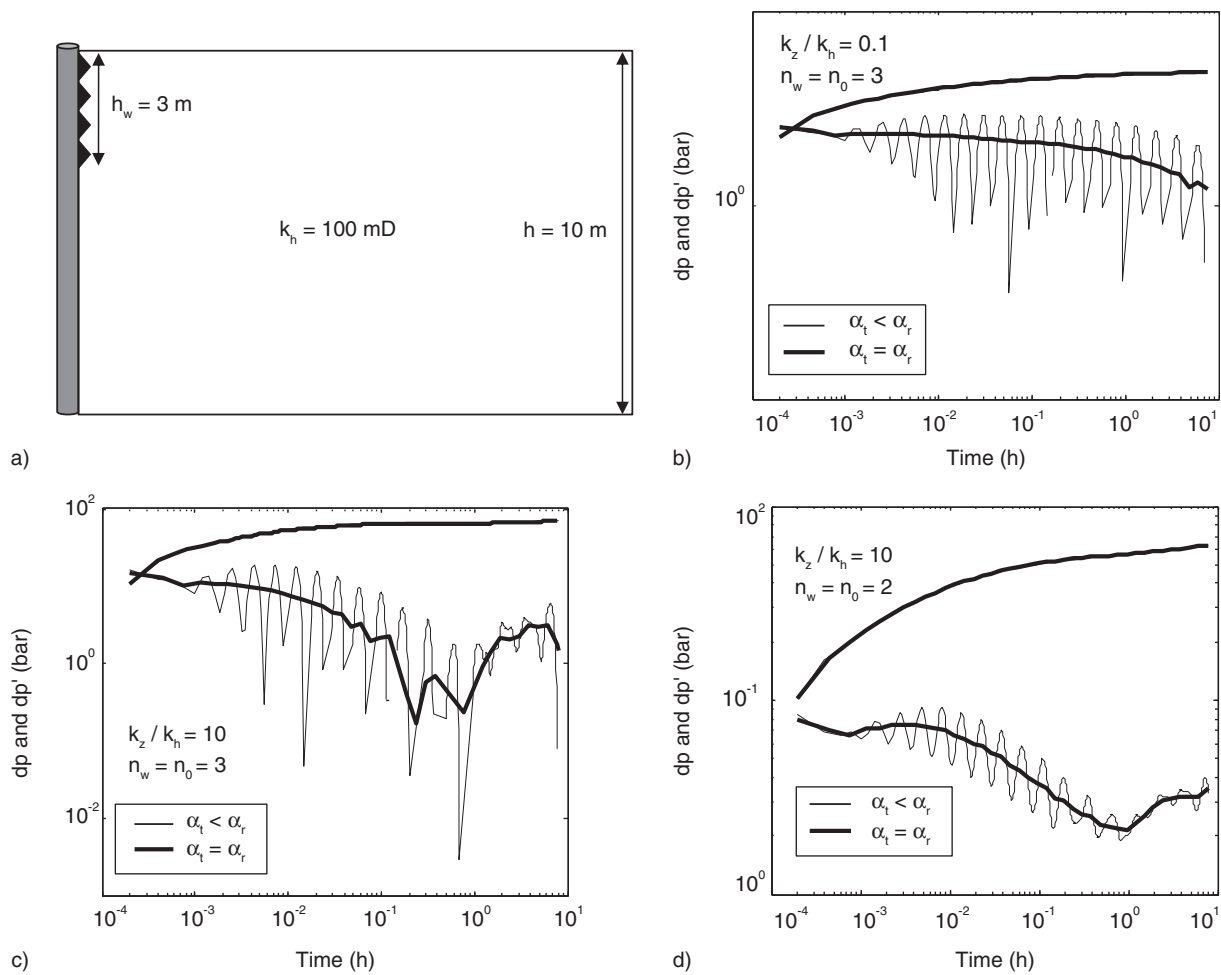 h_w = 3 m
k_h = 100 mD
h = 10 m
a)
k_z / k_h = 0.1
n_w = n_0 = 3
dp and dp' (bar)
10^0
α_t < α_r
α_t = α_r
10^-4 10^-3 10^-2 10^-1 10^0 10^1
Time (h)
b)
10^2
10^0
10^-2
dp and dp' (bar)
k_z / k_h = 10
n_w = n_0 = 3
α_t < α_r
α_t = α_r
10^-4 10^-3 10^-2 10^-1 10^0 10^1
Time (h)
c)
10^2
k_z / k_h = 10
n_w = n_0 = 2
10^-1
dp and dp' (bar)
α_t < α_r
α_t = α_r
10^0
10^-4 10^-3 10^-2 10^-1 10^0 10^1
Time (h)
d)